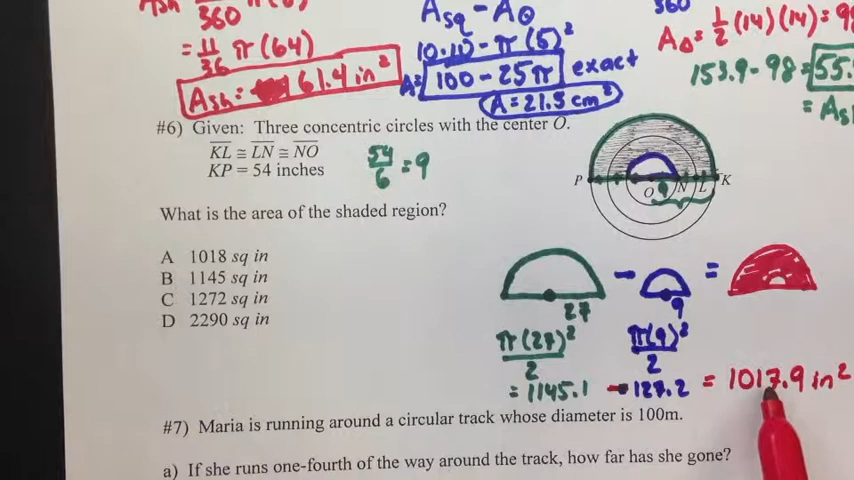 360
= 11/36 π(64)
Ash = 61.4 in²
Asq - A⊙
10·10 - π(5)²
A= 100 - 25π exact
A = 21.5 cm²
360
A△ = 1/2 (14)(14) =
153.9 - 98 = 55.
#6) Given: Three concentric circles with the center O.
KL ≅ LN ≅ NO
KP = 54 inches
54/6 = 9
P O N L K
9
What is the area of the shaded region?
A 1018 sq in
B 1145 sq in
C 1272 sq in
D 2290 sq in
- =
27 9
π(27)²/2 π(9)²/2
= 1145.1 - 127.2 = 1017.9 in²
#7) Maria is running around a circular track whose diameter is 100m.
a) If she runs one-fourth of the way around the track, how far has she gone?